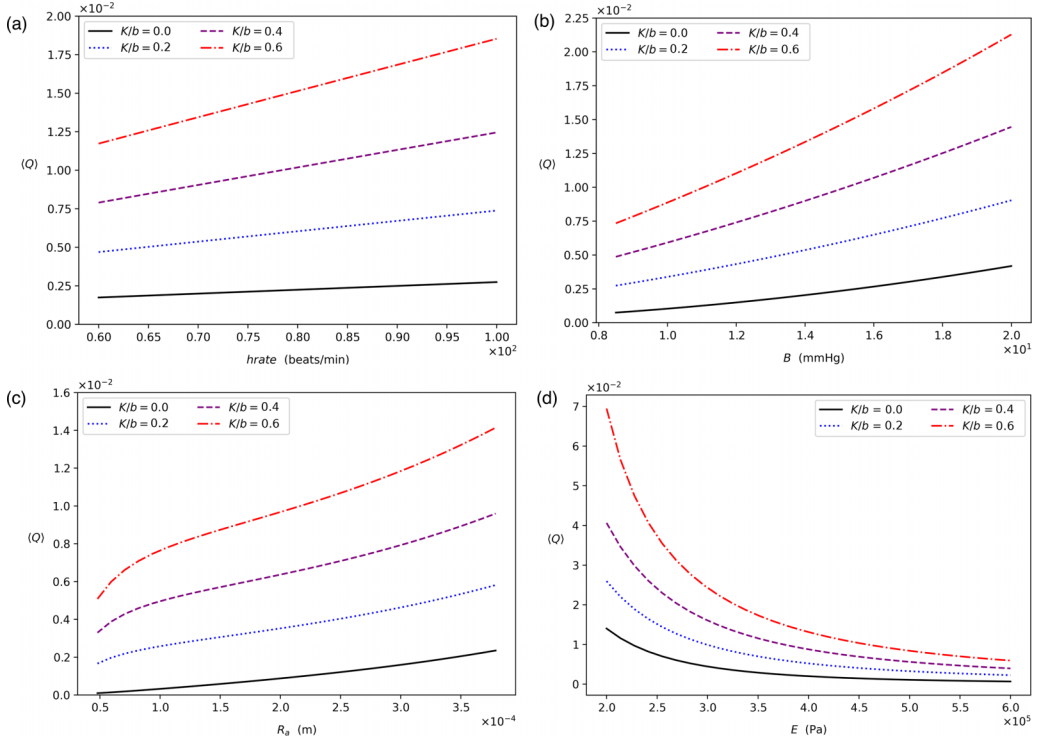 (a)
×10⁻²
K/b = 0.0
K/b = 0.2
K/b = 0.4
K/b = 0.6
2.00
1.75
1.50
1.25
1.00
0.75
0.50
0.25
0.00
⟨Q⟩
0.60 0.65 0.70 0.75 0.80 0.85 0.90 0.95 1.00
×10²
hrate (beats/min)
(b)
×10⁻²
K/b = 0.0
K/b = 0.2
K/b = 0.4
K/b = 0.6
2.25
2.00
1.75
1.50
1.25
1.00
0.75
0.50
0.25
0.00
⟨Q⟩
0.8 1.0 1.2 1.4 1.6 1.8 2.0
×10¹
B (mmHg)
(c)
×10⁻²
K/b = 0.0
K/b = 0.2
K/b = 0.4
K/b = 0.6
1.6
1.4
1.2
1.0
0.8
0.6
0.4
0.2
0.0
⟨Q⟩
0.5 1.0 1.5 2.0 2.5 3.0 3.5
×10⁻⁴
Rₐ (m)
(d)
×10⁻²
K/b = 0.0
K/b = 0.2
K/b = 0.4
K/b = 0.6
7
6
5
4
3
2
1
0
⟨Q⟩
2.0 2.5 3.0 3.5 4.0 4.5 5.0 5.5 6.0
×10⁵
E (Pa)